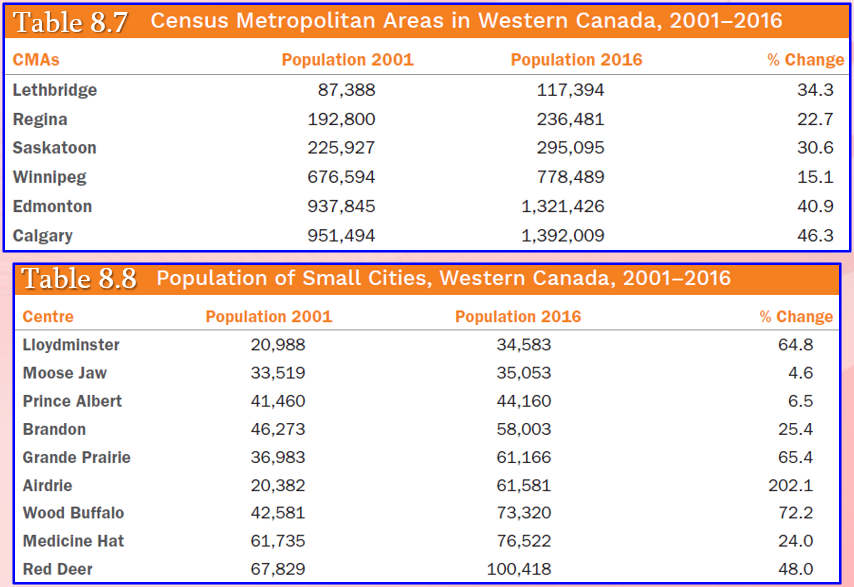 Table 8.7 Census Metropolitan Areas in Western Canada, 2001–2016
CMAs Population 2001 Population 2016 % Change
Lethbridge 87,388 117,394 34.3
Regina 192,800 236,481 22.7
Saskatoon 225,927 295,095 30.6
Winnipeg 676,594 778,489 15.1
Edmonton 937,845 1,321,426 40.9
Calgary 951,494 1,392,009 46.3
Table 8.8 Population of Small Cities, Western Canada, 2001–2016
Centre Population 2001 Population 2016 % Change
Lloydminster 20,988 34,583 64.8
Moose Jaw 33,519 35,053 4.6
Prince Albert 41,460 44,160 6.5
Brandon 46,273 58,003 25.4
Grande Prairie 36,983 61,166 65.4
Airdrie 20,382 61,581 202.1
Wood Buffalo 42,581 73,320 72.2
Medicine Hat 61,735 76,522 24.0
Red Deer 67,829 100,418 48.0